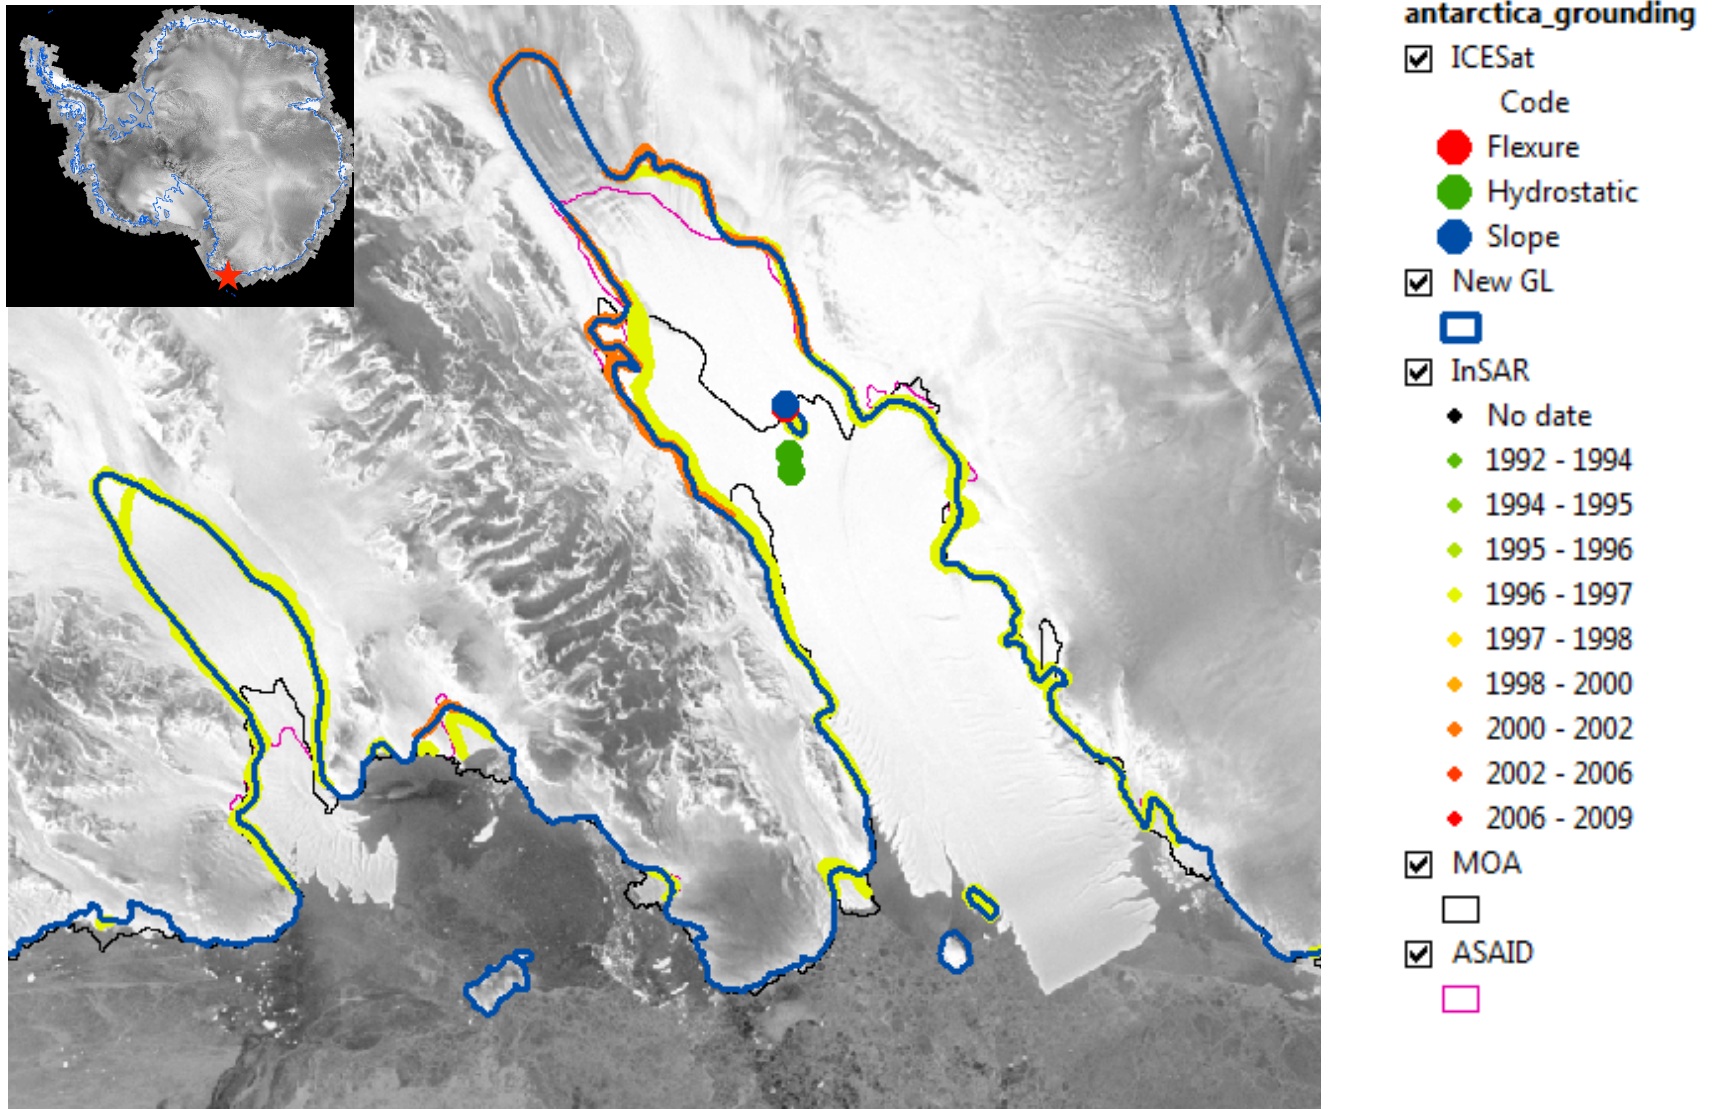 antarctica_grounding
ICESat
Code
Flexure
Hydrostatic
Slope
New GL
InSAR
No date
1992 - 1994
1994 - 1995
1995 - 1996
1996 - 1997
1997 - 1998
1998 - 2000
2000 - 2002
2002 - 2006
2006 - 2009
MOA
ASAID